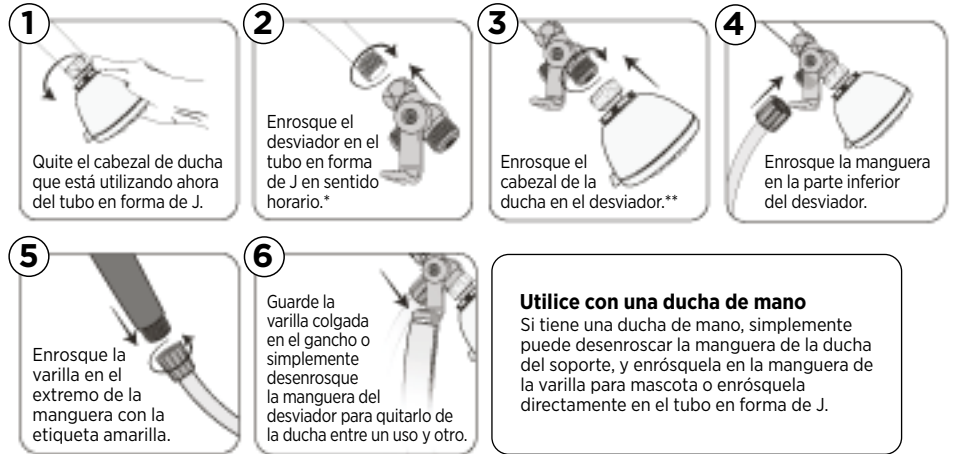 1
Quite el cabezal de ducha
que está utilizando ahora
del tubo en forma de J.
2
Enrosque el
desviador en el
tubo en forma
de J en sentido
horario.*
3
Enrosque el
cabezal de la
ducha en el desviador.**
4
Enrosque la manguera
en la parte inferior
del desviador.
5
Enrosque la
varilla en el
extremo de la
manguera con la
etiqueta amarilla.
6
Guarde la
varilla colgada
en el gancho o
simplemente
desenrosque
la manguera del
desviador para quitarlo de
la ducha entre un uso y otro.
Utilice con una ducha de mano
Si tiene una ducha de mano, simplemente
puede desenroscar la manguera de la ducha
del soporte, y enrósquela en la manguera de
la varilla para mascota o enrósquela
directamente en el tubo en forma de J.